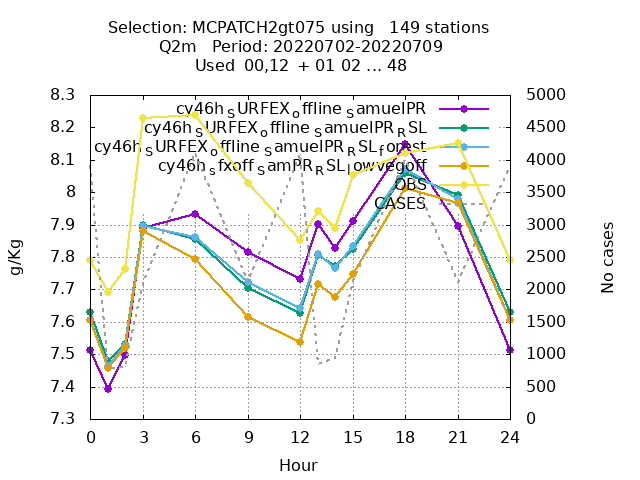 Selection: MCPATCH2gt075 using 149 stations
Q2m Period: 20220702-20220709
Used 00,12 + 01 02 ... 48
8.3
8.2
8.1
8
7.9
7.8
7.7
7.6
7.5
7.4
7.3
g/Kg
cy46h_SURFEX_offline_SamuelPR
cy46h_SURFEX_offline_SamuelPR_RSL
cy46h_SURFEX_offline_SamuelPR_RSL_forest
cy46h_sfxoff_SamPR_RSL_lowvegoff
OBS
CASES
5000
4500
4000
3500
3000
2500
2000
1500
1000
500
0
No cases
0 3 6 9 12 15 18 21 24
Hour